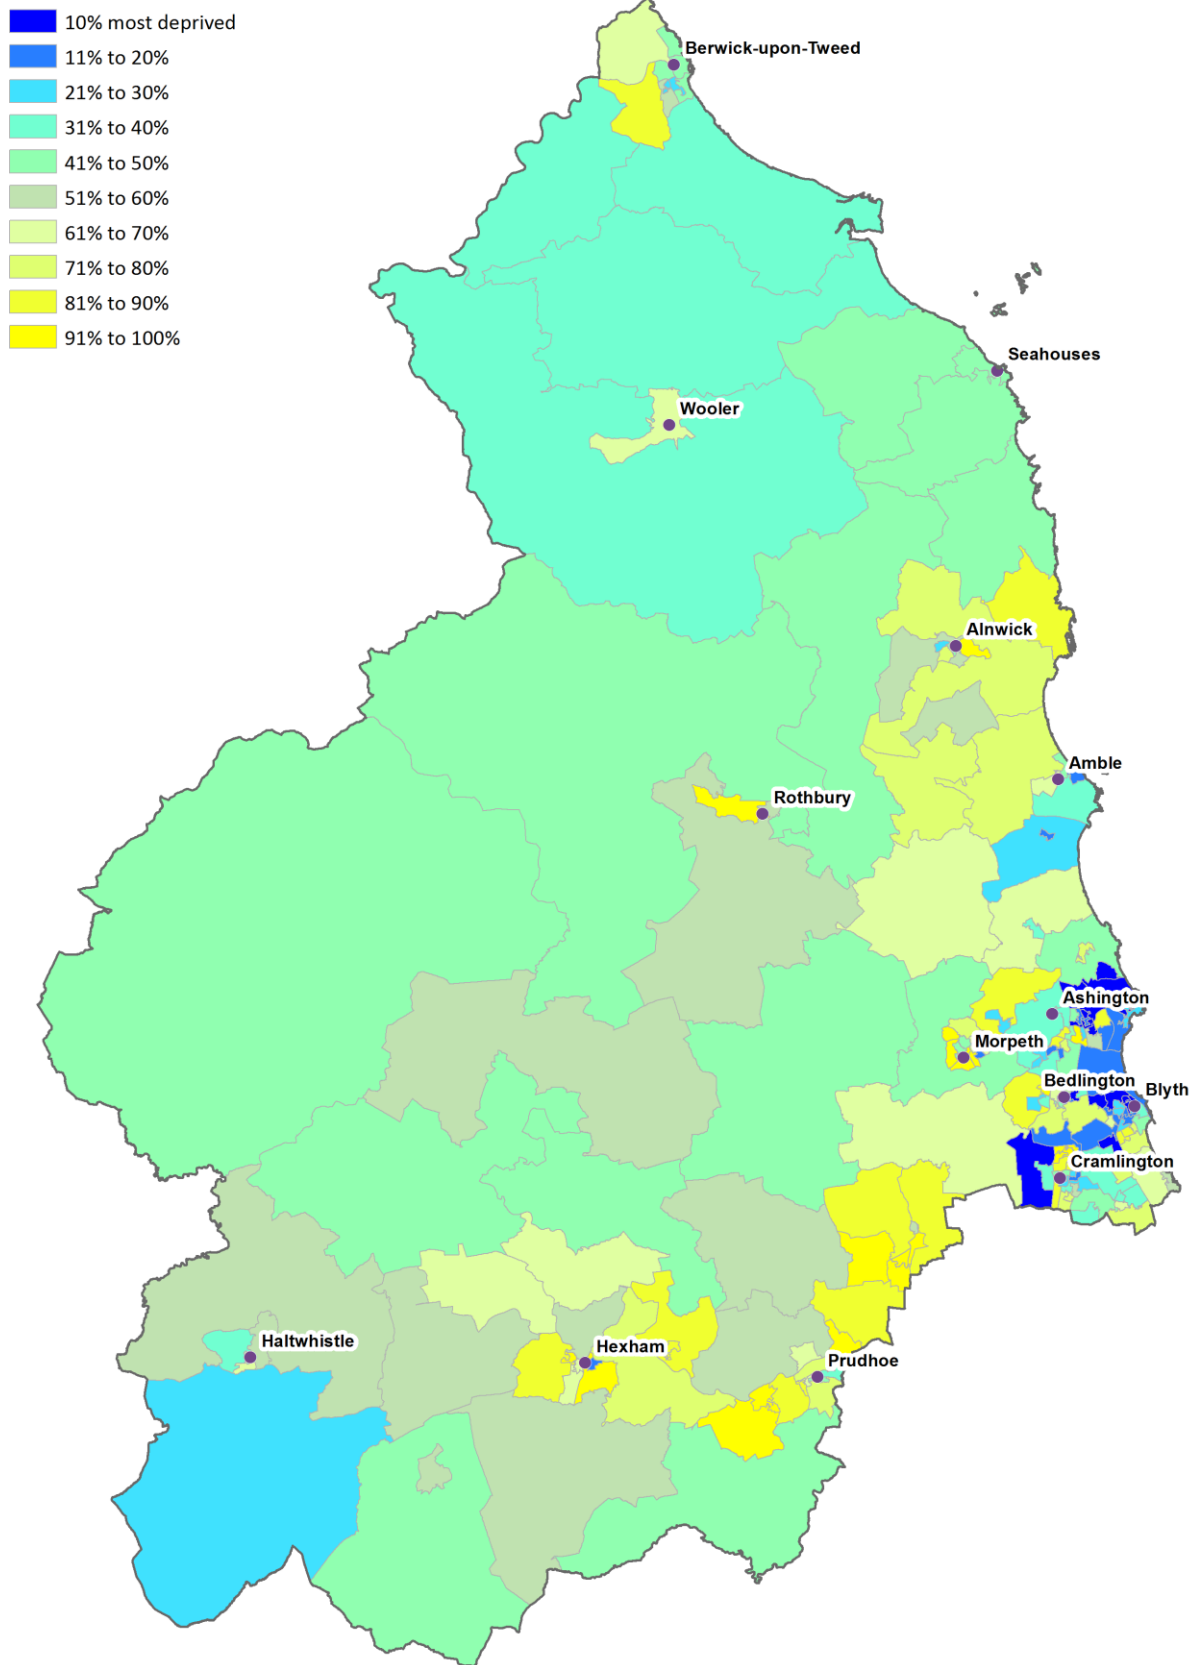 10% most deprived
11% to 20%
21% to 30%
31% to 40%
41% to 50%
51% to 60%
61% to 70%
71% to 80%
81% to 90%
91% to 100%
Berwick-upon-Tweed
Seahouses
Wooler
Alnwick
Amble
Rothbury
Ashington
Morpeth
Bedlington
Blyth
Cramlington
Haltwhistle
Hexham
Prudhoe